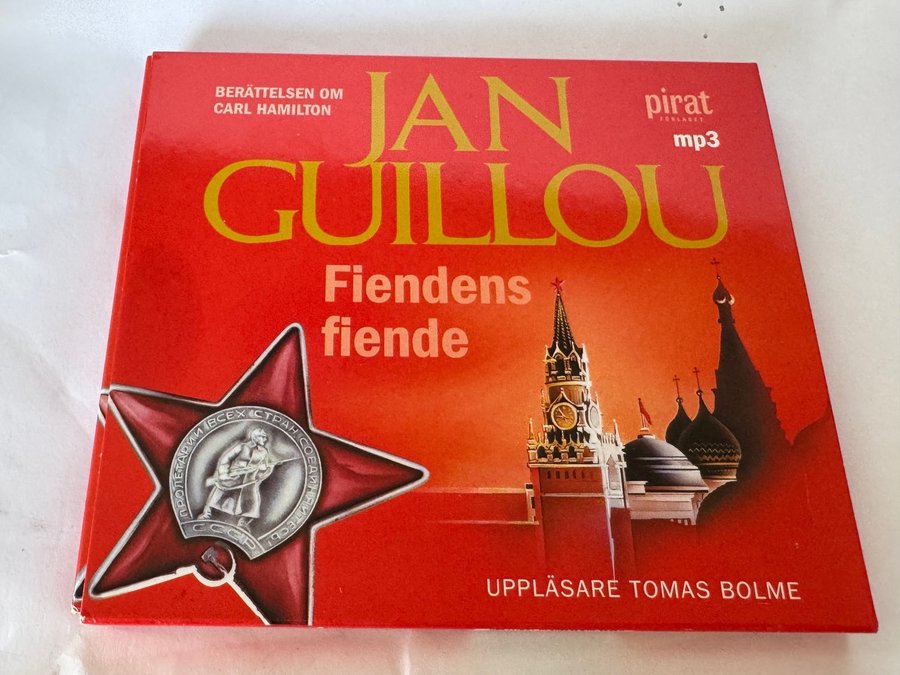 BERÄTTELSEN OM
CARL HAMILTON
JAN
GUILLOU
pirat
FÖRLAGET
mp3
Fiendens
fiende
ПРОЛЕТАРИИ ВСЕХ СТРАН СОЕДИНЯЙТЕСЬ!
СССР
UPPLÄSARE TOMAS BOLME